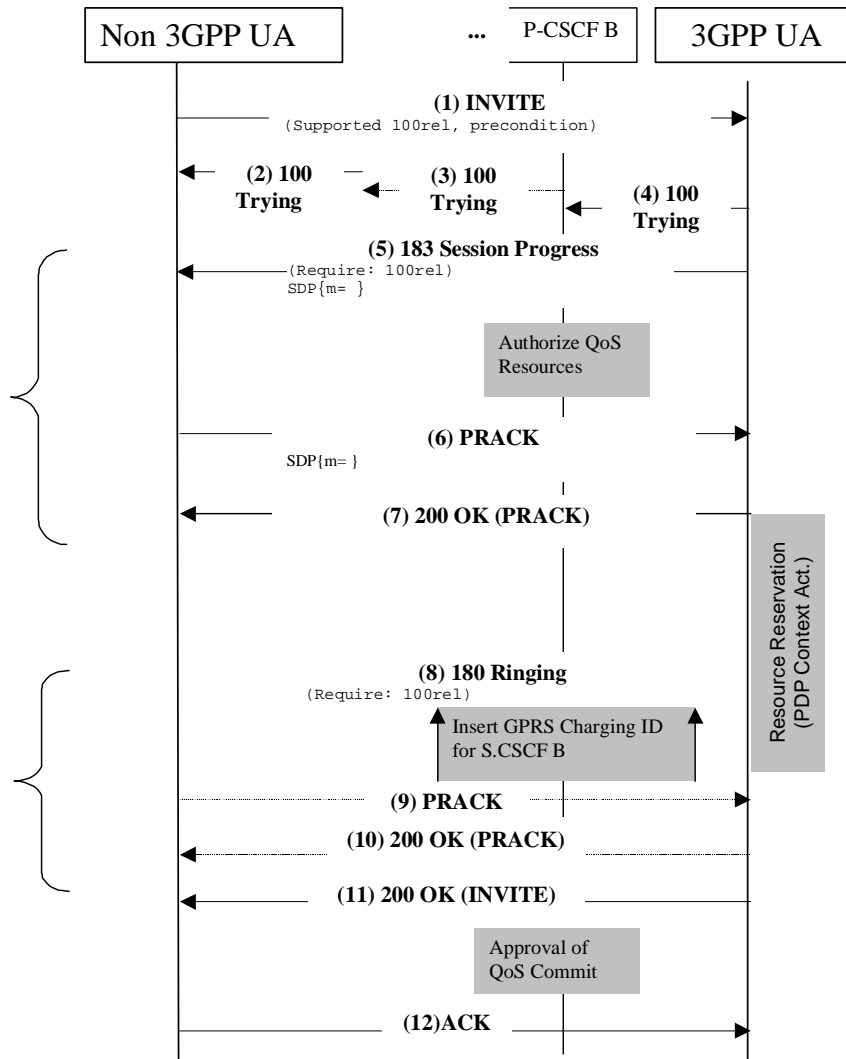 Non 3GPP UA
...
P-CSCF B
3GPP UA
(1) INVITE
(Supported 100rel, precondition)
(2) 100
Trying
(3) 100
Trying
(4) 100
Trying
(5) 183 Session Progress
(Require: 100rel)
SDP{m= }
Authorize QoS
Resources
(6) PRACK
SDP{m= }
(7) 200 OK (PRACK)
Resource Reservation
(PDP Context Act.)
(8) 180 Ringing
(Require: 100rel)
Insert GPRS Charging ID
for S.CSCF B
(9) PRACK
(10) 200 OK (PRACK)
(11) 200 OK (INVITE)
Approval of
QoS Commit
(12)ACK